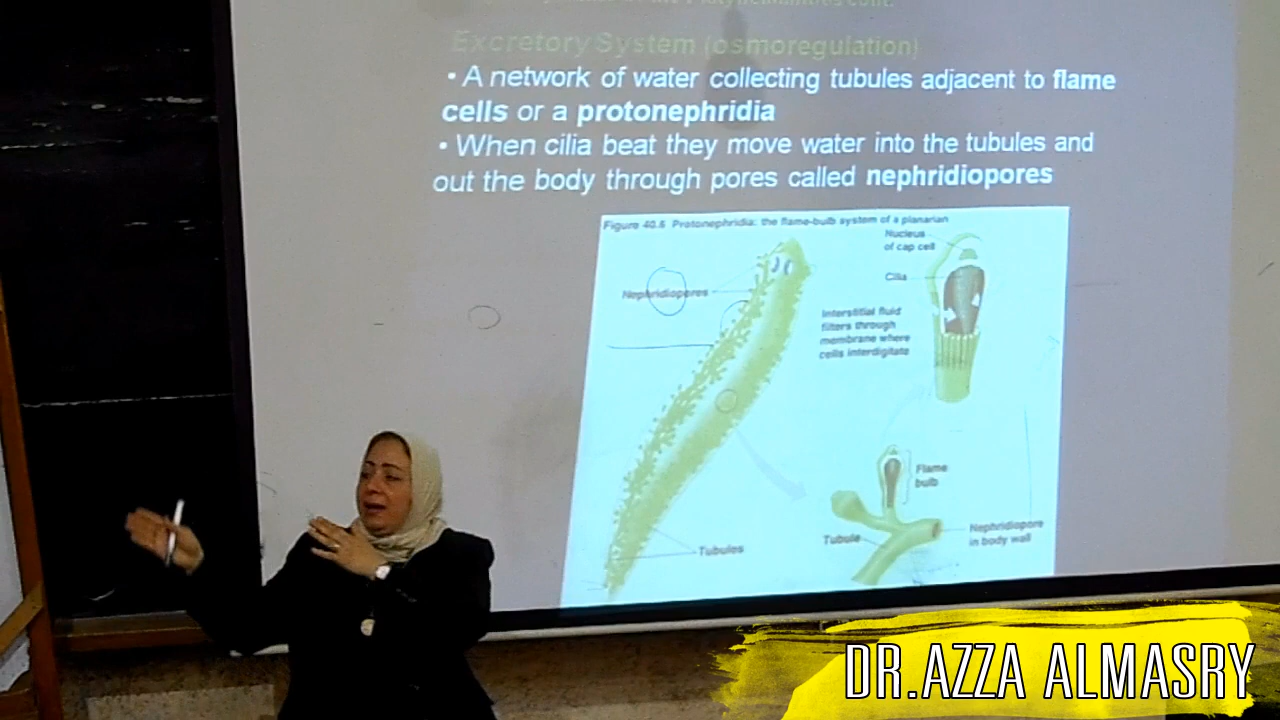 Excretory System (osmoregulation)
• A network of water collecting tubules adjacent to flame
cells or a protonephridia
• When cilia beat they move water into the tubules and
out the body through pores called nephridiopores
Figure 40.6 Protonephridia: the flame-bulb system of a planarian
Nucleus
of cap cell
Cilia
Nephridiopores
Interstitial fluid
filters through
membrane where
cells interdigitate
Flame
bulb
Tubule
Nephridiopore
in body wall
Tubules
DR.AZZA ALMASRY